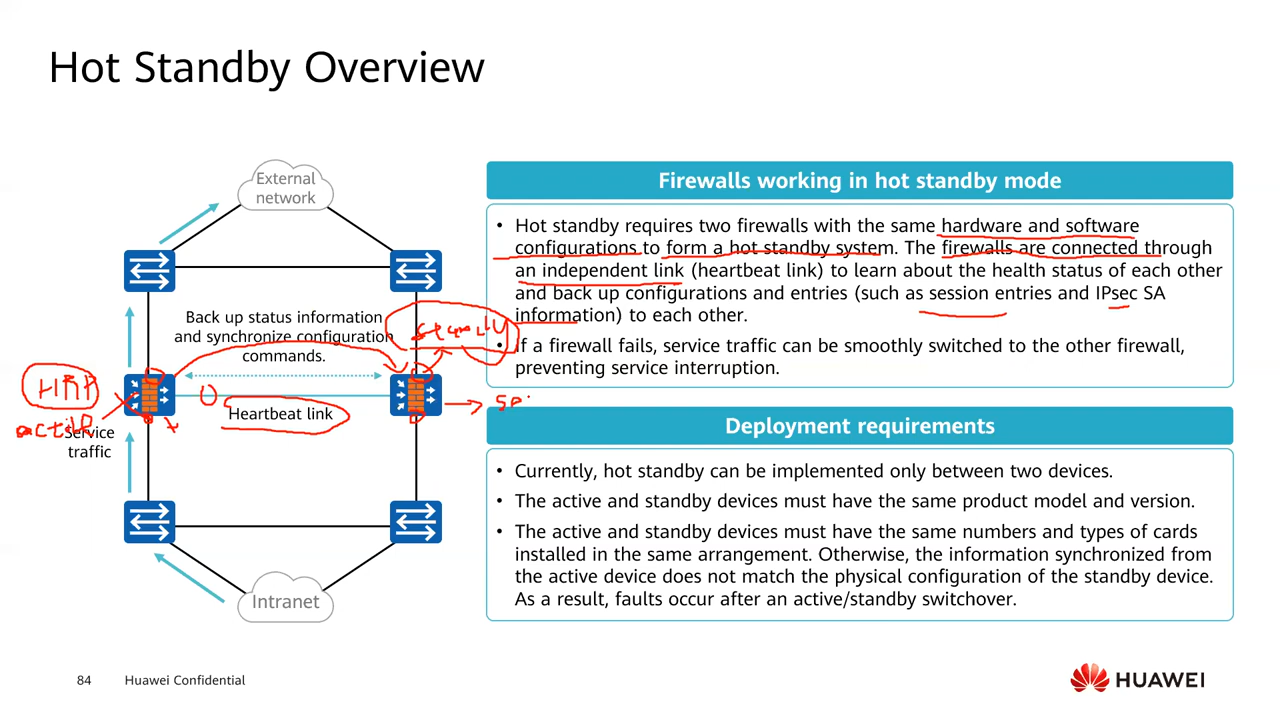 Hot Standby Overview
External
network
Back up status information
and synchronize configuration
commands.
Heartbeat link
HRP
Service
traffic
Intranet
Firewalls working in hot standby mode
• Hot standby requires two firewalls with the same hardware and software
configurations to form a hot standby system. The firewalls are connected through
an independent link (heartbeat link) to learn about the health status of each other
and back up configurations and entries (such as session entries and IPsec SA
information) to each other.
• If a firewall fails, service traffic can be smoothly switched to the other firewall,
preventing service interruption.
Deployment requirements
• Currently, hot standby can be implemented only between two devices.
• The active and standby devices must have the same product model and version.
• The active and standby devices must have the same numbers and types of cards
installed in the same arrangement. Otherwise, the information synchronized from
the active device does not match the physical configuration of the standby device.
As a result, faults occur after an active/standby switchover.
84 Huawei Confidential
HUAWEI